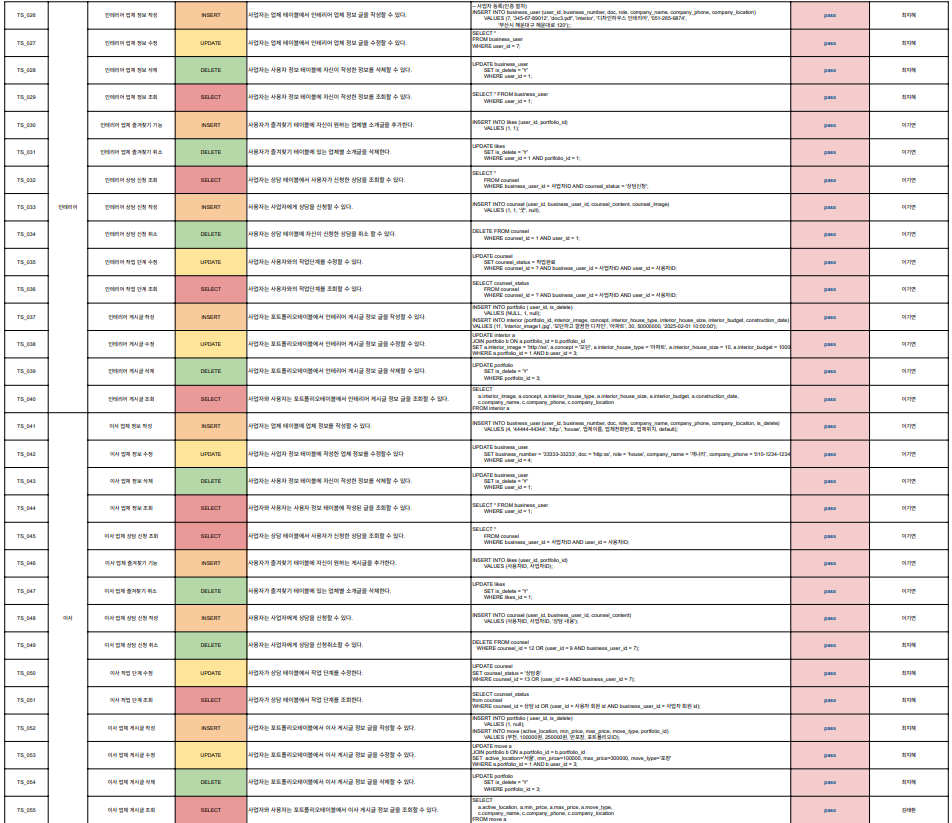 TS_026 인테리어 업체 정보 작성 INSERT 사업자는 업체 테이블에서 인테리어 업체 정보 글을 작성할 수 있다. -- 사업자 등록(인증 절차)
INSERT INTO business_user (user_id, business_number, doc, role, company_name, company_phone, company_location)
VALUES (7, '345-67-89012', 'doc3.pdf', 'interior', '디자인하우스 인테리어', '051-265-9874',
'부산시 해운대구 해운대로 120'); pass 최지혜
TS_027 인테리어 업체 정보 수정 UPDATE 사업자는 업체 테이블에서 인테리어 업체 정보 글을 수정할 수 있다. SELECT *
FROM business_user
WHERE user_id = 7; pass 최지혜
TS_028 인테리어 업체 정보 삭제 DELETE 사업자는 사용자 정보 테이블에 자신이 작성한 정보를 삭제할 수 있다. UPDATE business_user
SET is_delete = 'Y'
WHERE user_id = 1; pass 최지혜
TS_029 인테리어 업체 정보 조회 SELECT 사업자는 사용자 정보 테이블에 자신이 작성한 정보를 조회할 수 있다. SELECT * FROM business_user
WHERE user_id = 1; pass 최지혜
TS_030 인테리어 업체 즐겨찾기 기능 INSERT 사용자가 즐겨찾기 테이블에 자신이 원하는 업체별 소개글을 추가한다. INSERT INTO likes (user_id, portfolio_id)
VALUES (1, 1); pass 이기연
TS_031 인테리어 업체 즐겨찾기 취소 DELETE 사용자가 즐겨찾기 테이블에 있는 업체별 소개글을 삭제한다. UPDATE likes
SET is_delete = 'Y'
WHERE user_id = 1 AND portfolio_id = 1; pass 이기연
TS_032 인테리어 상담 신청 조회 SELECT 사업자는 상담 테이블에서 사용자가 신청한 상담을 조회할 수 있다. SELECT *
FROM counsel
WHERE business_user_id = 사업자ID AND counsel_status = '상담신청'; pass 이기연
TS_033 인테리어 인테리어 상담 신청 작성 INSERT 사용자는 사업자에게 상담을 신청할 수 있다. INSERT INTO counsel (user_id, business_user_id, counsel_content, counsel_image)
pass 이기연
TS_034 인테리어 상담 신청 취소 DELETE 사용자는 상담 테이블에 자신이 신청한 상담을 취소 할 수 있다. DELETE FROM counsel
WHERE counsel_id = 1 AND user_id = 1; pass 이기연
TS_035 인테리어 작업 단계 수정 UPDATE 사업자는 사용자와의 작업단계를 수정할 수 있다. UPDATE counsel
SET counsel_status = 작업완료
WHERE counsel_id = ? AND business_user_id = 사업자ID AND user_id = 사용자ID; pass 이기연
TS_036 인테리어 작업 단계 조회 SELECT 사업자는 사용자와의 작업단계를 조회할 수 있다. SELECT counsel_status
FROM counsel
WHERE counsel_id = ? AND business_user_id = 사업자ID AND user_id = 사용자ID; pass 이기연
TS_037 인테리어 게시글 작성 INSERT 사업자는 포트폴리오테이블에서 인테리어 게시글 정보 글을 작성할 수 있다. INSERT INTO portfolio ( user_id, is_delete)
VALUES (NULL, 1, null);
INSERT INTO interior (portfolio_id, interior_image, concept, interior_house_type, interior_house_size, interior_budget, construction_date)
VALUES (11, 'interior_image1.jpg', '모던하고 깔끔한 디자인', '아파트', 30, 50000000, '2025-02-01 10:00:00'); pass 이기연
TS_038 인테리어 게시글 수정 UPDATE 사업자는 포트폴리오테이블에서 인테리어 게시글 정보 글을 수정할 수 있다. UPDATE interior a
JOIN portfolio b ON a.portfolio_id = b.portfolio_id
SET a.interior_image = 'http://ss', a.concept = '모던', a.interior_house_type = '아파트', a.interior_house_size = 10, a.interior_budget = 1000
WHERE a.portfolio_id = 1 AND b.user_id = 3; pass 이기연
TS_039 인테리어 게시글 삭제 DELETE 사업자는 포트폴리오테이블에서 인테리어 게시글 정보 글을 삭제할 수 있다. UPDATE portfolio
SET is_delete = 'Y'
WHERE portfolio_id = 3; pass 이기연
TS_040 인테리어 게시글 조회 SELECT 사업자와 사용자는 포트폴리오테이블에서 인테리어 게시글 정보 글을 조회할 수 있다. SELECT
a.interior_image, a.concept, a.interior_house_type, a.interior_house_size, a.interior_budget, a.construction_date,
c.company_name, c.company_phone, c.company_location
FROM interior a pass 이기연
TS_041 이사 업체 정보 작성 INSERT 사업자는 업체 테이블에 업체 정보를 작성할 수 있다. INSERT INTO business_user (user_id, business_number, doc, role, company_name, company_phone, company_location, is_delete)
VALUES (4, '44444-44344', 'http:', 'house', 업체이름, 업체전화번호, 업체위치, default); pass 이기연
TS_042 이사 업체 정보 수정 UPDATE 사업자는 사업자 정보 테이블에 작성한 업체 정보를 수정할수 있다 UPDATE business_user
SET business_number = '33333-33233', doc = 'http:ss', role = 'house', company_name = '개나리', company_phone = '010-1234-1234
WHERE user_id = 4; pass 이기연
TS_043 이사 업체 정보 삭제 DELETE 사업자는 사용자 정보 테이블에 자신이 작성한 정보를 삭제할 수 있다. UPDATE business_user
SET is_delete = 'Y'
WHERE user_id = 1; pass 이기연
TS_044 이사 업체 정보 조회 SELECT 사업자와 사용자는 사용자 정보 테이블에 작성된 글을 조회할 수 있다. SELECT * FROM business_user
WHERE user_id = 1; pass 이기연
TS_045 이사 업체 상담 신청 조회 SELECT 사업자는 상담 테이블에서 사용자가 신청한 상담을 조회할 수 있다. SELECT *
FROM counsel
WHERE business_user_id = 사업자ID AND user_id = 사용자ID; pass 이기연
TS_046 이사 업체 즐겨찾기 기능 INSERT 사용자가 즐겨찾기 테이블에 자신이 원하는 게시글을 추가한다. INSERT INTO likes (user_id, portfolio_id)
VALUES (사용자ID, 사업자ID); pass 이기연
TS_047 이사 업체 즐겨찾기 취소 DELETE 사용자가 즐겨찾기 테이블에 있는 업체별 소개글을 삭제한다. UPDATE likes
SET is_delete = 'Y'
WHERE likes_id = 1; pass 이기연
TS_048 이사 이사 업체 상담 신청 작성 INSERT 사용자는 사업자에게 상담을 신청할 수 있다. INSERT INTO counsel (user_id, business_user_id, counsel_content)
VALUES (사용자ID, 사업자ID, '상담 내용'); pass 이기연
TS_049 이사 업체 상담 신청 취소 DELETE 사용자는 사업자에게 상담을 신청취소할 수 있다. DELETE FROM counsel
WHERE counsel_id = 12 OR (user_id = 9 AND business_user_id = 7); pass 최지혜
TS_050 이사 작업 단계 수정 UPDATE 사업자가 상담 테이블에서 작업 단계를 수정한다. UPDATE counsel
SET counsel_status = '상담중'
WHERE counsel_id = 13 OR (user_id = 9 AND business_user_id = 7); pass 최지혜
TS_051 이사 작업 단계 조회 SELECT 사업자가 상담 테이블에서 작업 단계를 조회한다. SELECT counsel_status
from counsel
WHERE counsel_id = 상담 id OR (user_id = 사용자 회원 id AND business_user_id = 사업자 회원 id); pass 최지혜
TS_052 이사 업체 게시글 작성 INSERT 사업자는 포트폴리오테이블에서 이사 게시글 정보 글을 작성할 수 있다. INSERT INTO portfolio ( user_id, is_delete)
VALUES (1, null);
INSERT INTO move (active_location, min_price, max_price, move_type, portfolio_id)
VALUES (부천, 100000원, 250000원, 반포장, 포트폴리오ID); pass 최지혜
TS_053 이사 업체 게시글 수정 UPDATE 사업자는 포트폴리오테이블에서 이사 게시글 정보 글을 수정할 수 있다. UPDATE move a
JOIN portfolio b ON a.portfolio_id = b.portfolio_id
SET active_location='서울', min_price=100000, max_price=300000, move_type='포장'
WHERE a.portfolio_id = 1 AND b.user_id = 3; pass 최지혜
TS_054 이사 업체 게시글 삭제 DELETE 사업자는 포트폴리오테이블에서 이사 게시글 정보 글을 삭제할 수 있다. UPDATE portfolio
SET is_delete = 'Y'
WHERE portfolio_id = 3; pass 최지혜
TS_055 이사 업체 게시글 조회 SELECT 사업자와 사용자는 포트폴리오테이블에서 이사 게시글 정보 글을 조회할 수 있다. SELECT
a.active_location, a.min_price, a.max_price, a.move_type,
c.company_name, c.company_phone, c.company_location
FROM move a pass 김태환